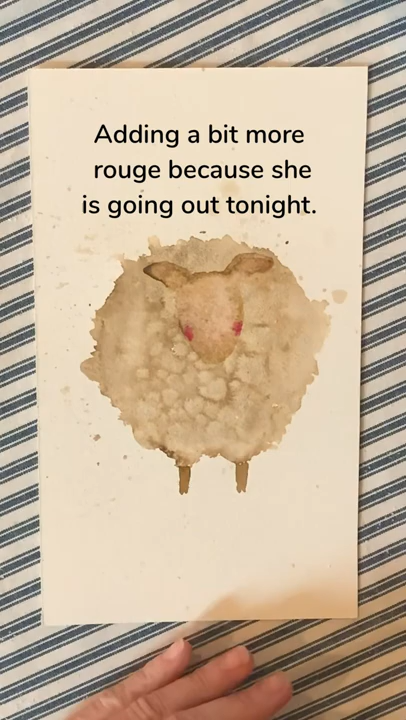 Adding a bit more
rouge because she
is going out tonight.